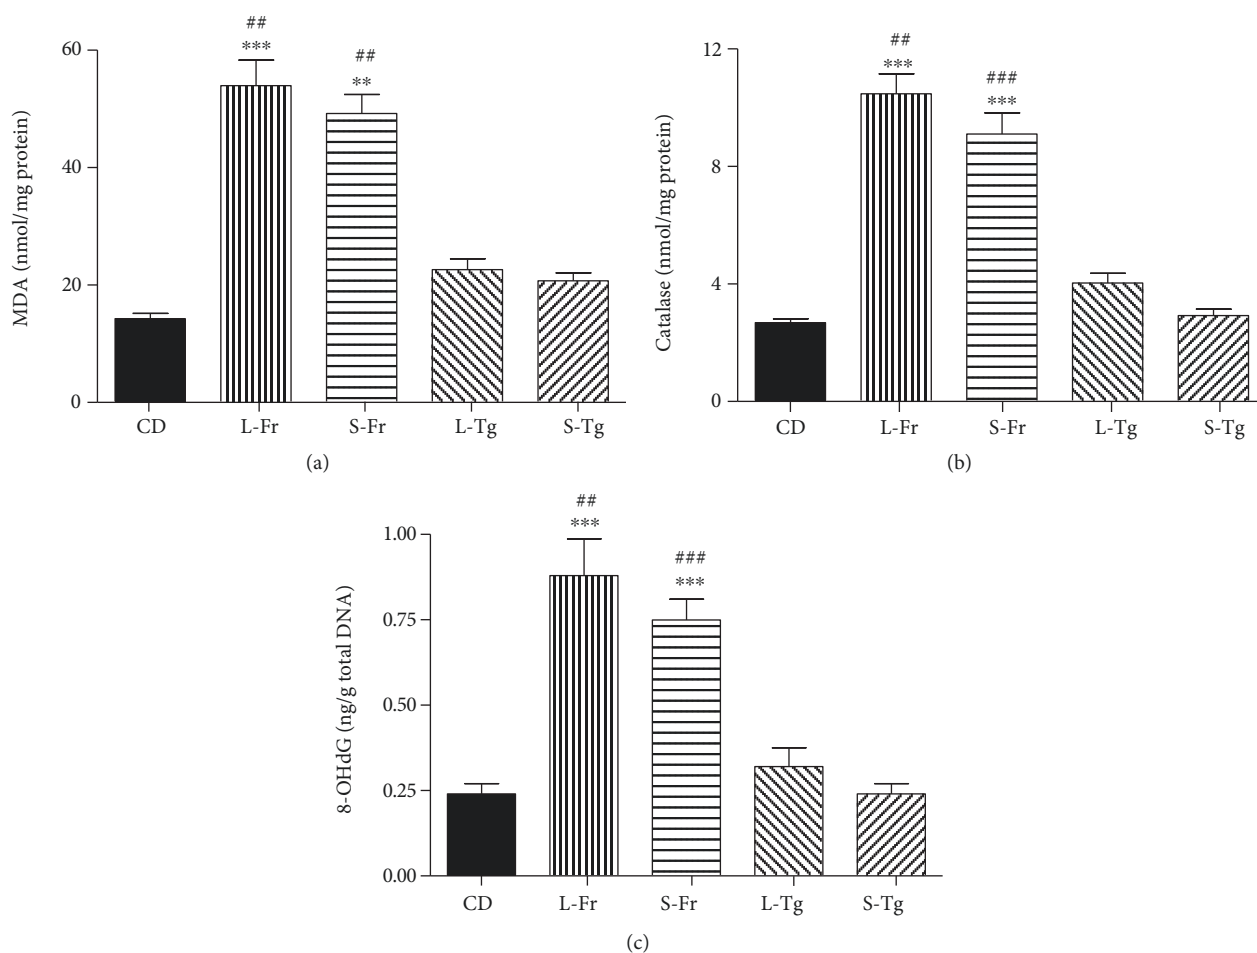 ##
***
##
**
60
40
20
0
MDA (nmol/mg protein)
CD
L-Fr
S-Fr
L-Tg
S-Tg
(a)
##
***
###
***
12
8
4
0
Catalase (nmol/mg protein)
CD
L-Fr
S-Fr
L-Tg
S-Tg
(b)
##
***
###
***
1.00
0.75
0.50
0.25
0.00
8-OHdG (ng/g total DNA)
CD
L-Fr
S-Fr
L-Tg
S-Tg
(c)